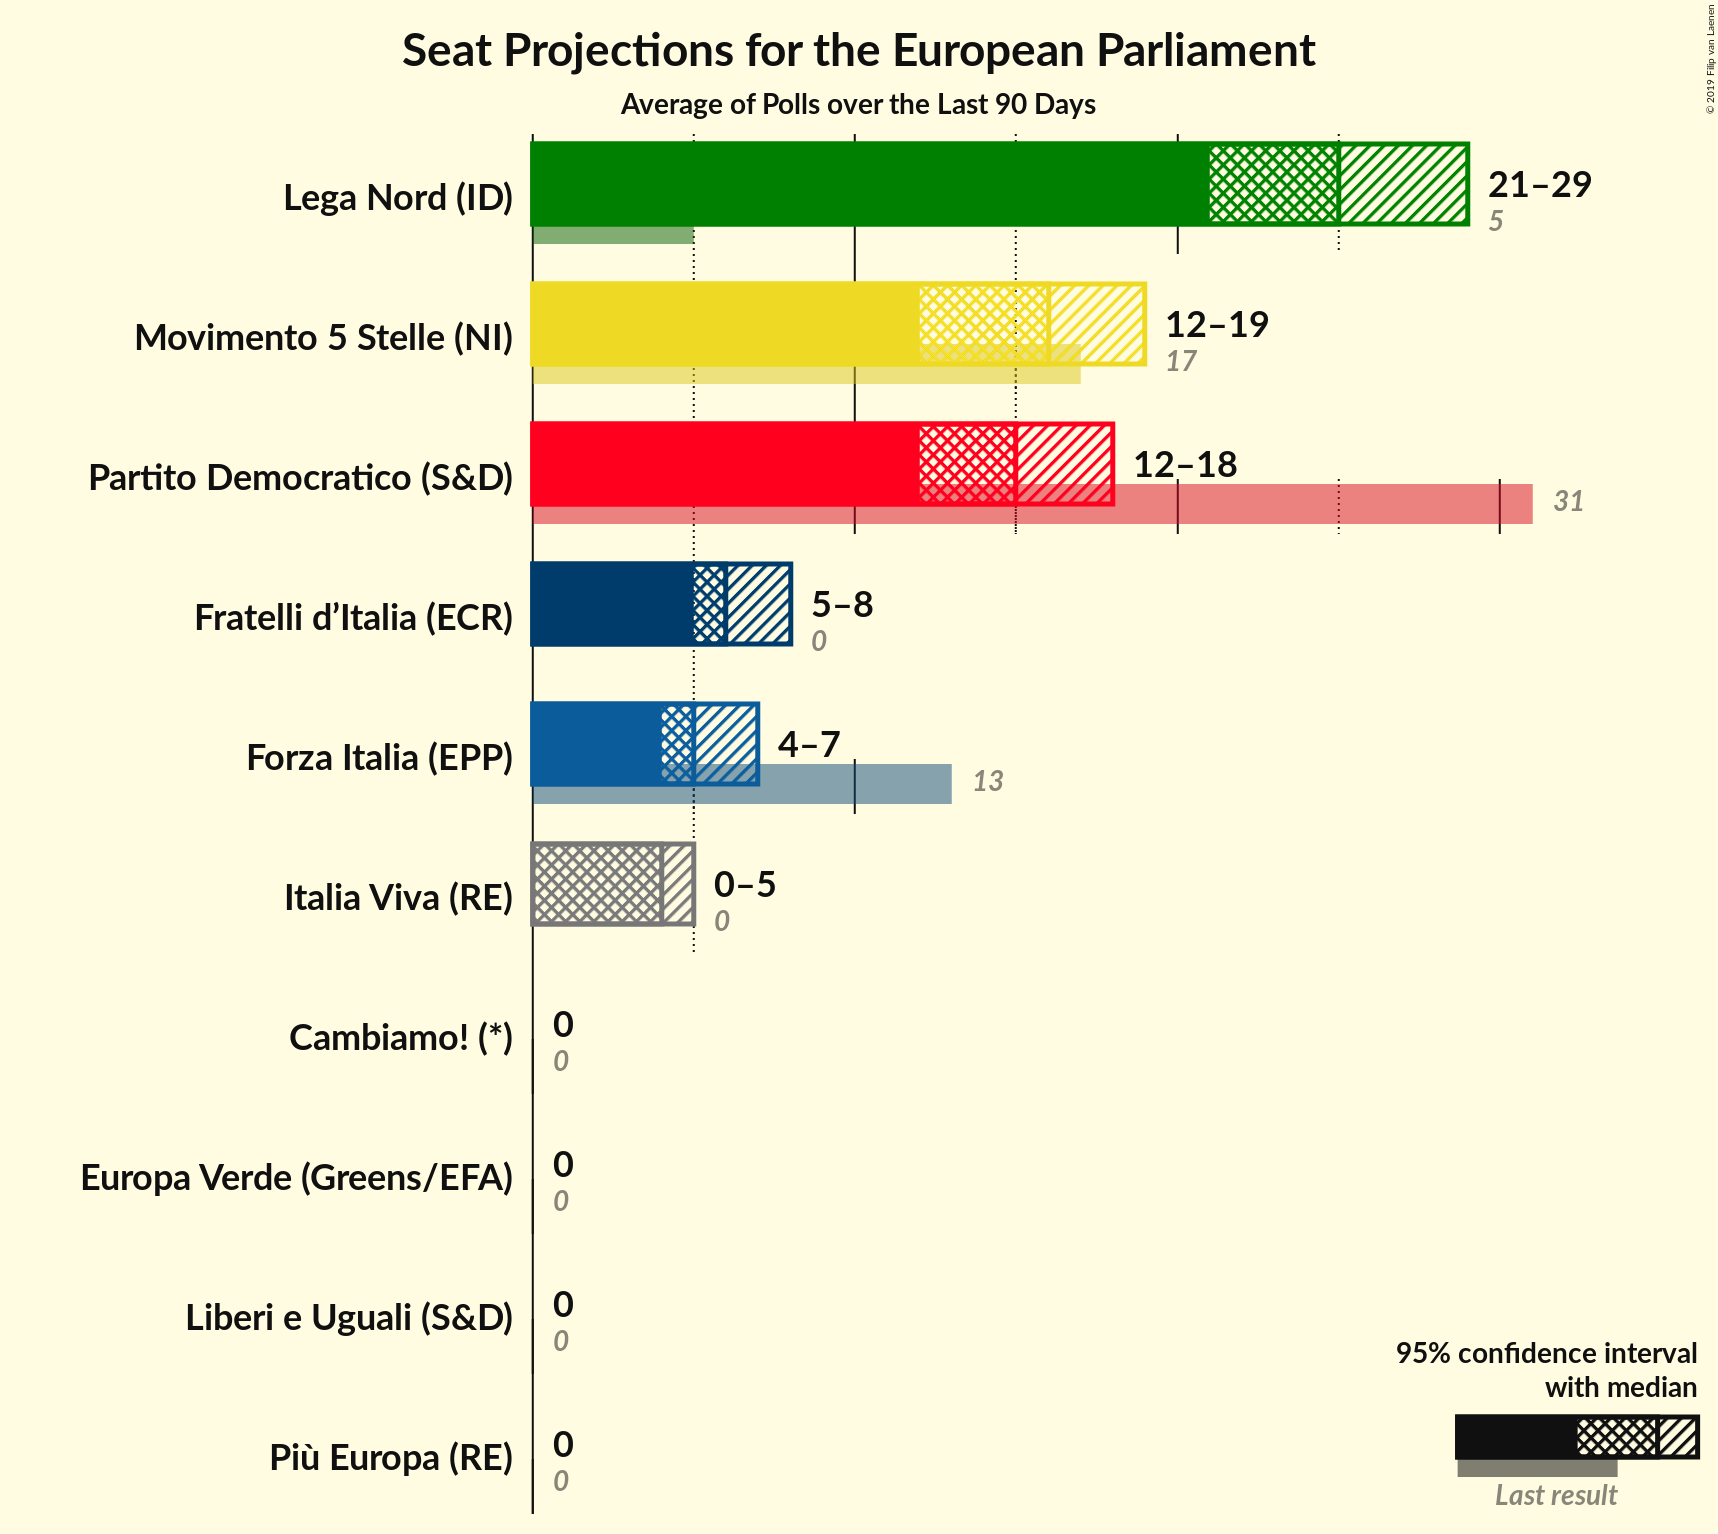 Seat Projections for the European Parliament
Average of Polls over the Last 90 Days
© 2019 Filip van Laenen
Lega Nord (ID)
21–29
5
Movimento 5 Stelle (NI)
12–19
17
Partito Democratico (S&D)
12–18
31
Fratelli d’Italia (ECR)
5–8
0
Forza Italia (EPP)
4–7
13
Italia Viva (RE)
0–5
0
Cambiamo! (*)
0
0
Europa Verde (Greens/EFA)
0
0
Liberi e Uguali (S&D)
0
0
Più Europa (RE)
0
0
95% confidence interval
with median
Last result